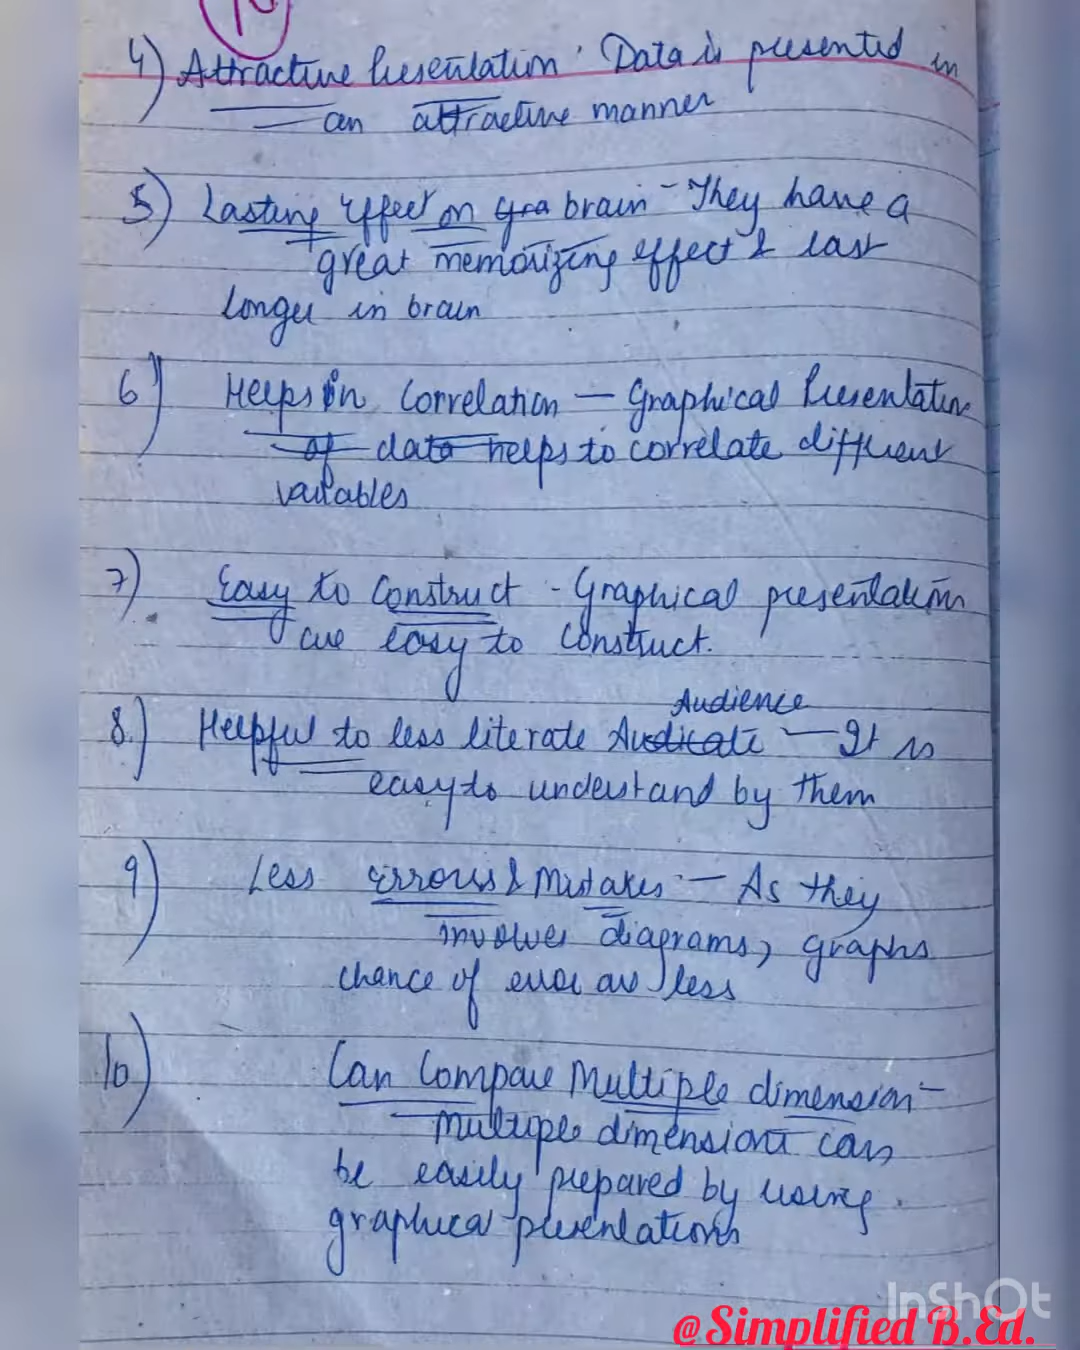 4) Attractive Presentation : Data is presented in
an attractive manner
5) Lasting Effect on gra brain - They have a
great memorizing effect & last
longer in brain
6) Helps in Correlation - Graphical Presentation
of data helps to correlate different
variables
7) Easy to Construct - Graphical presentation
are easy to construct.
Audience
8.) Helpful to less literate Audicate - It is
easy to understand by them
9) Less Errors & Mistakes - As they
involves diagrams, graphs
chance of error are less
10) Can Compare Multiple dimension -
Multiple dimensions can
be easily prepared by using
graphical presentations
InShOt
@Simplified B.Ed.